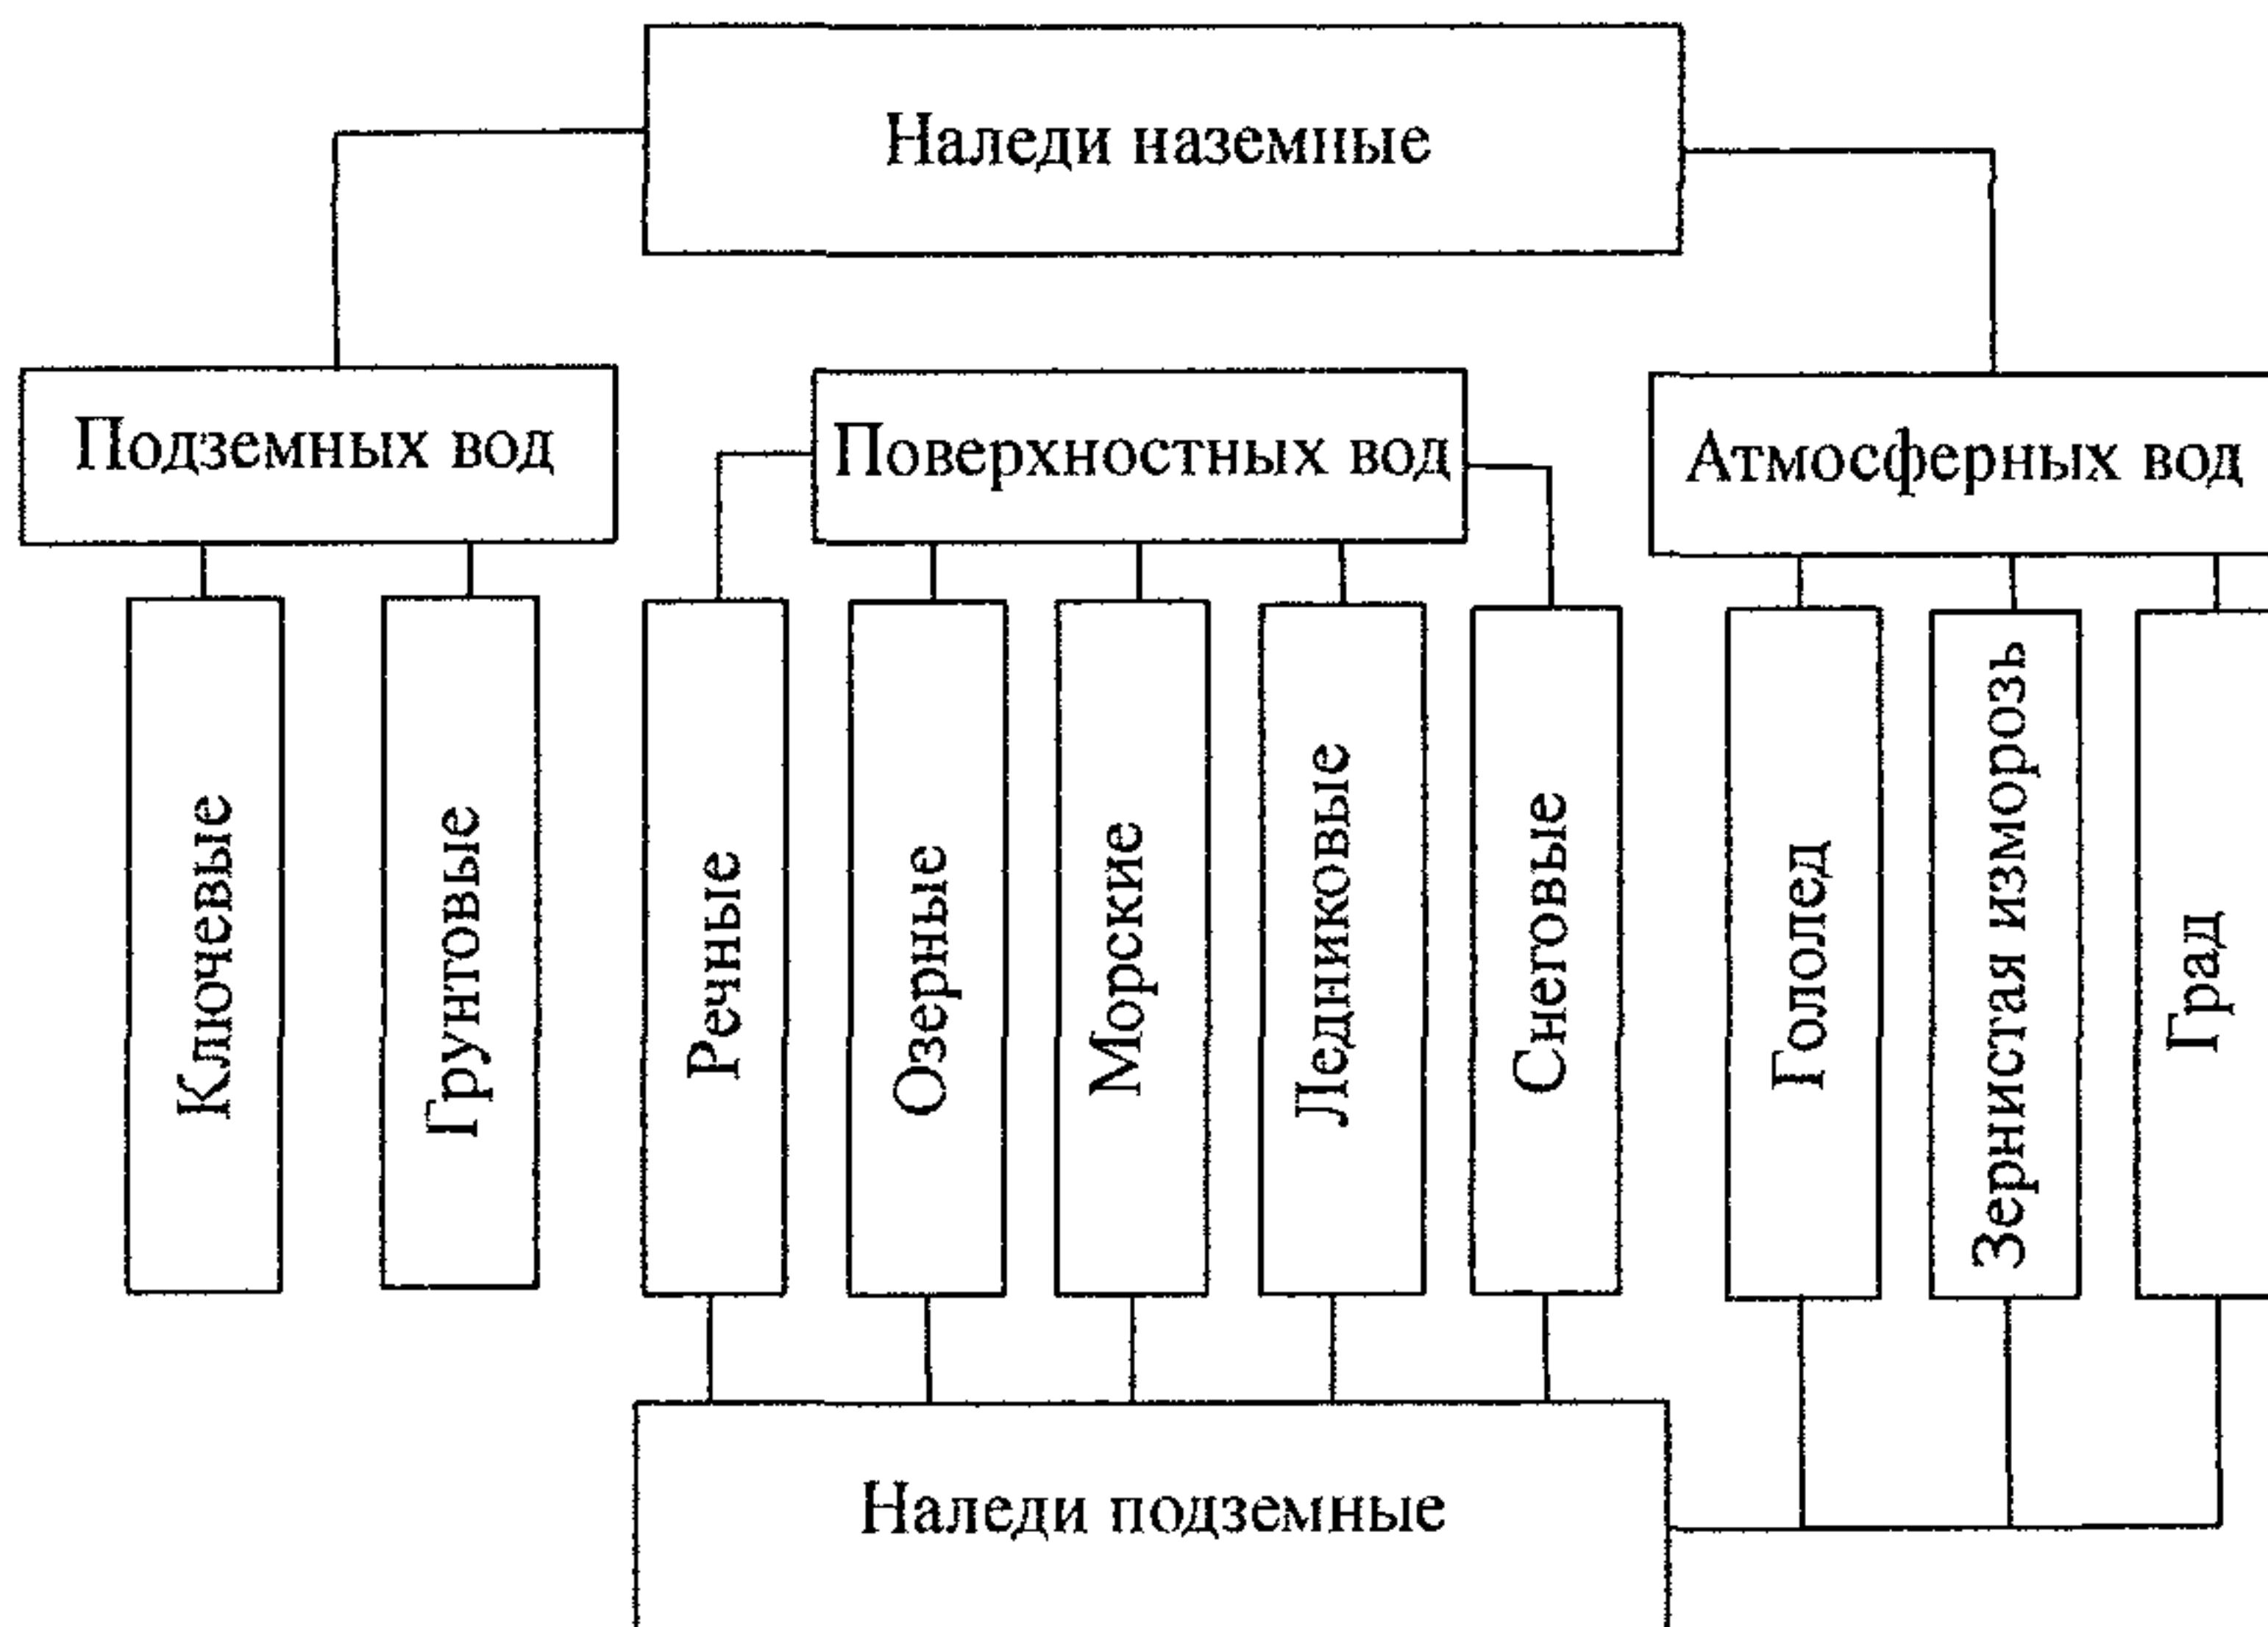 Наледи наземные
Подземных вод
Поверхностных вод
Атмосферных вод
Ключевые
Грунтовые
Речные
Озерные
Морские
Ледниковые
Снеговые
Гололед
Зернистая изморозь
Град
Наледи подземные